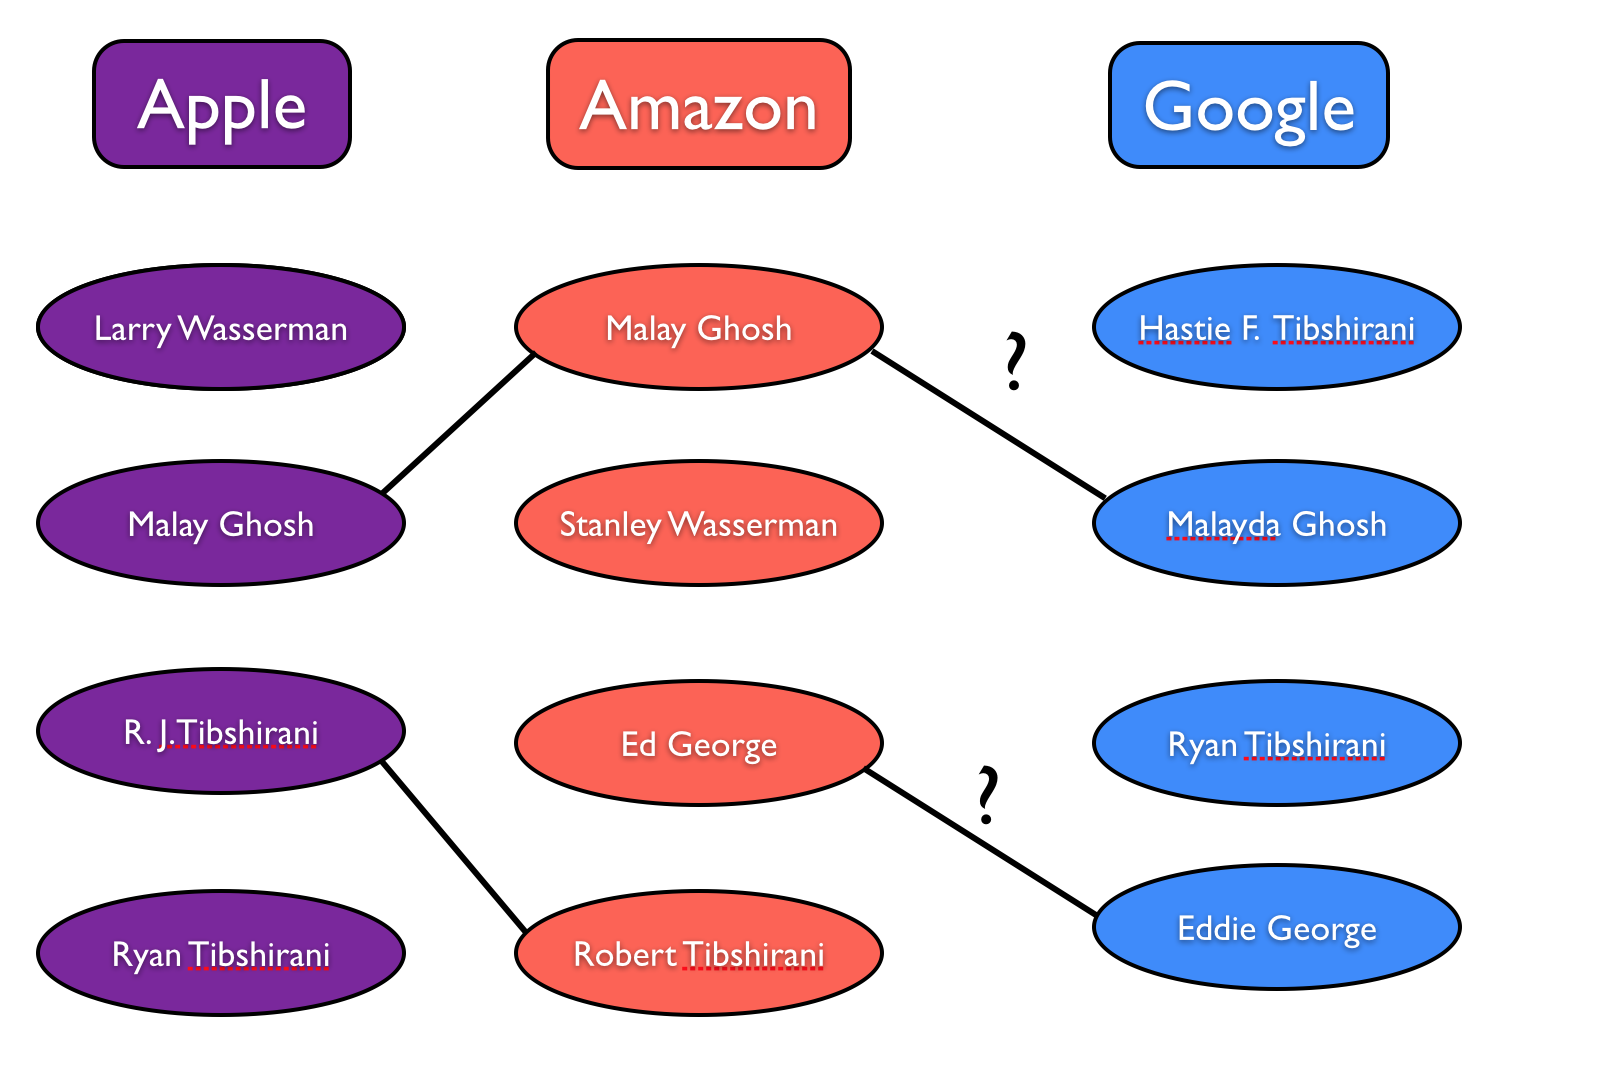 Apple
Amazon
Google
Larry Wasserman
Malay Ghosh
Hastie F. Tibshirani
?
Malay Ghosh
Stanley Wasserman
Malayda Ghosh
R. J. Tibshirani
Ed George
Ryan Tibshirani
?
Ryan Tibshirani
Robert Tibshirani
Eddie George